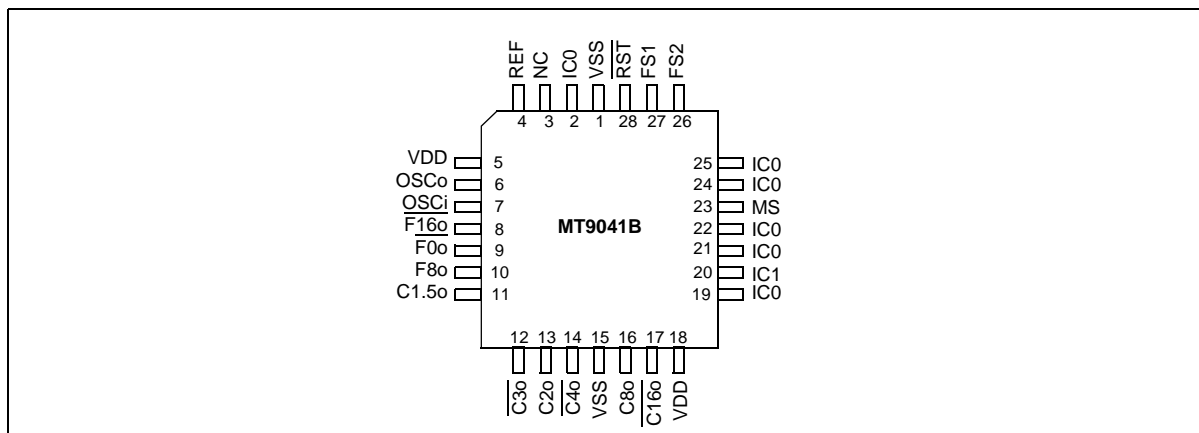 REF
NC
IC0
VSS
RST
FS1
FS2
4 3 2 1 28 27 26
VDD 5
OSCo 6
OSCi 7
F16o 8
F0o 9
F8o 10
C1.5o 11
MT9041B
25 IC0
24 IC0
23 MS
22 IC0
21 IC0
20 IC1
19 IC0
12 13 14 15 16 17 18
C3o
C2o
C4o
VSS
C8o
C16o
VDD